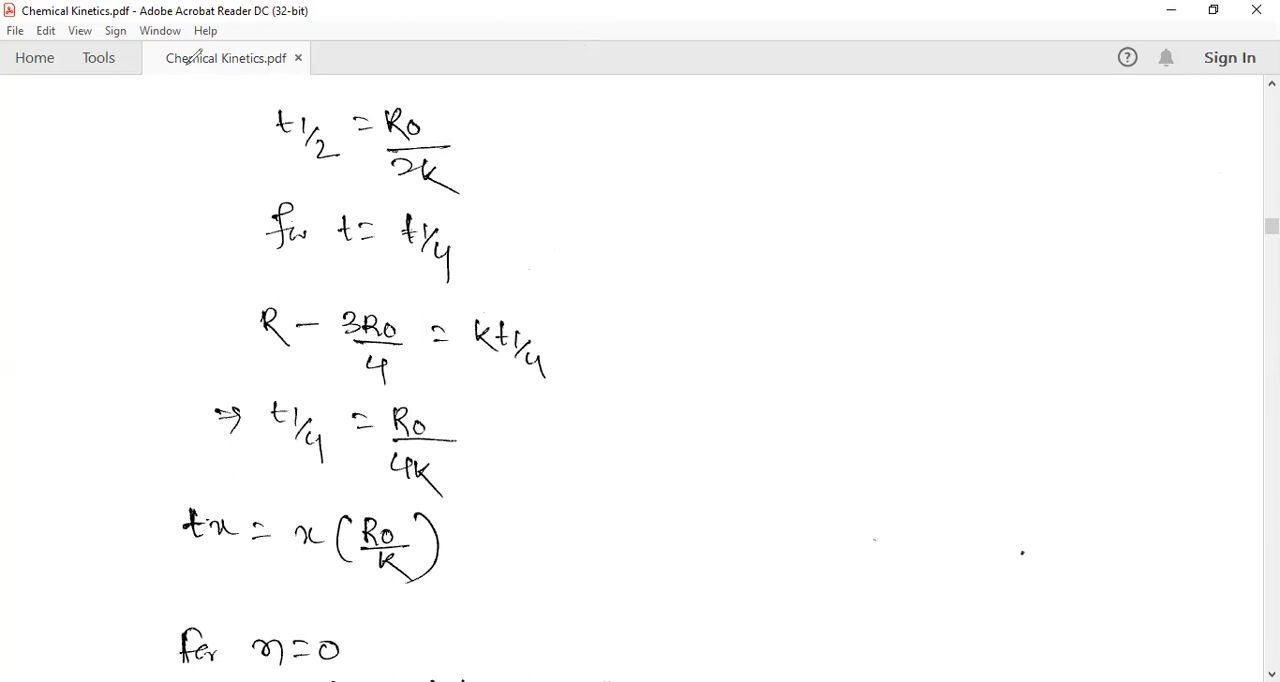 Chemical Kinetics.pdf - Adobe Acrobat Reader DC (32-bit)
File Edit View Sign Window Help
Home Tools Chemical Kinetics.pdf × ? Sign In
t1/2 = R0/2k
for t = t1/4
R - 3R0/4 = kt1/4
⇒ t1/4 = R0/4k
tx = x (R0/k)
for n=0